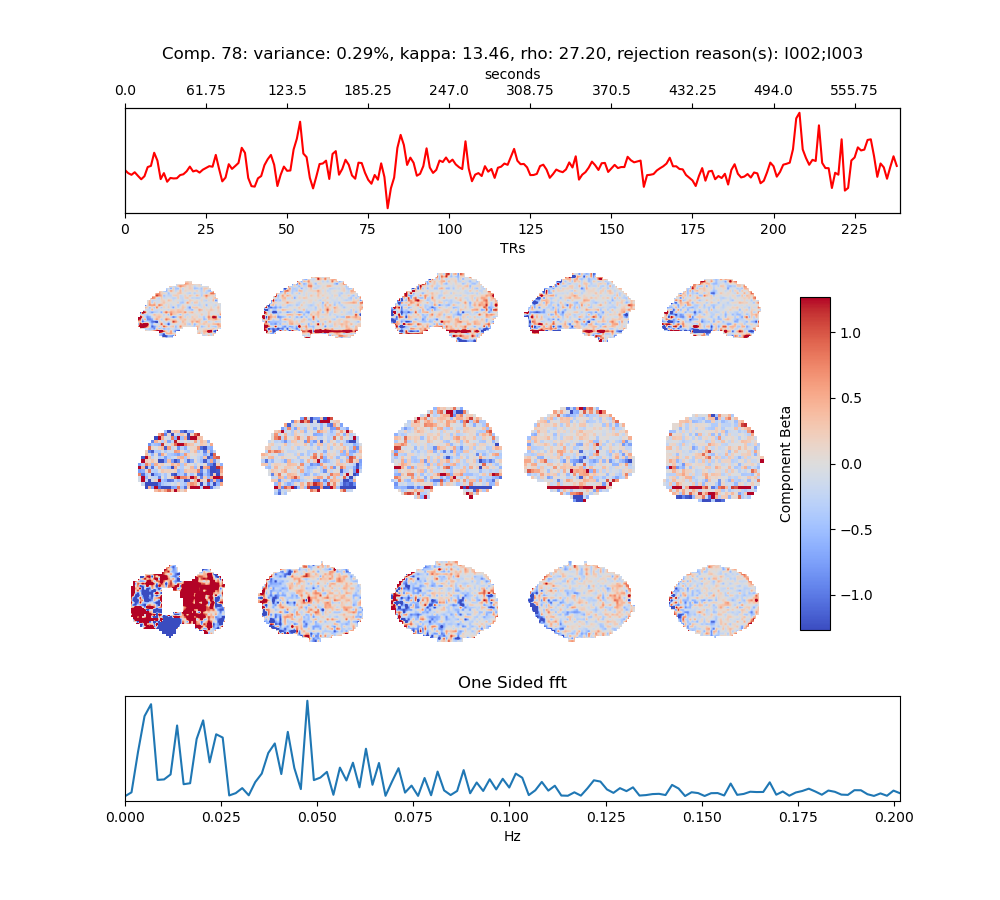 Comp. 78: variance: 0.29%, kappa: 13.46, rho: 27.20, rejection reason(s): I002;I003
seconds
0.0 61.75 123.5 185.25 247.0 308.75 370.5 432.25 494.0 555.75
0 25 50 75 100 125 150 175 200 225
TRs
1.0
0.5
0.0
−0.5
−1.0
Component Beta
One Sided fft
0.000 0.025 0.050 0.075 0.100 0.125 0.150 0.175 0.200
Hz